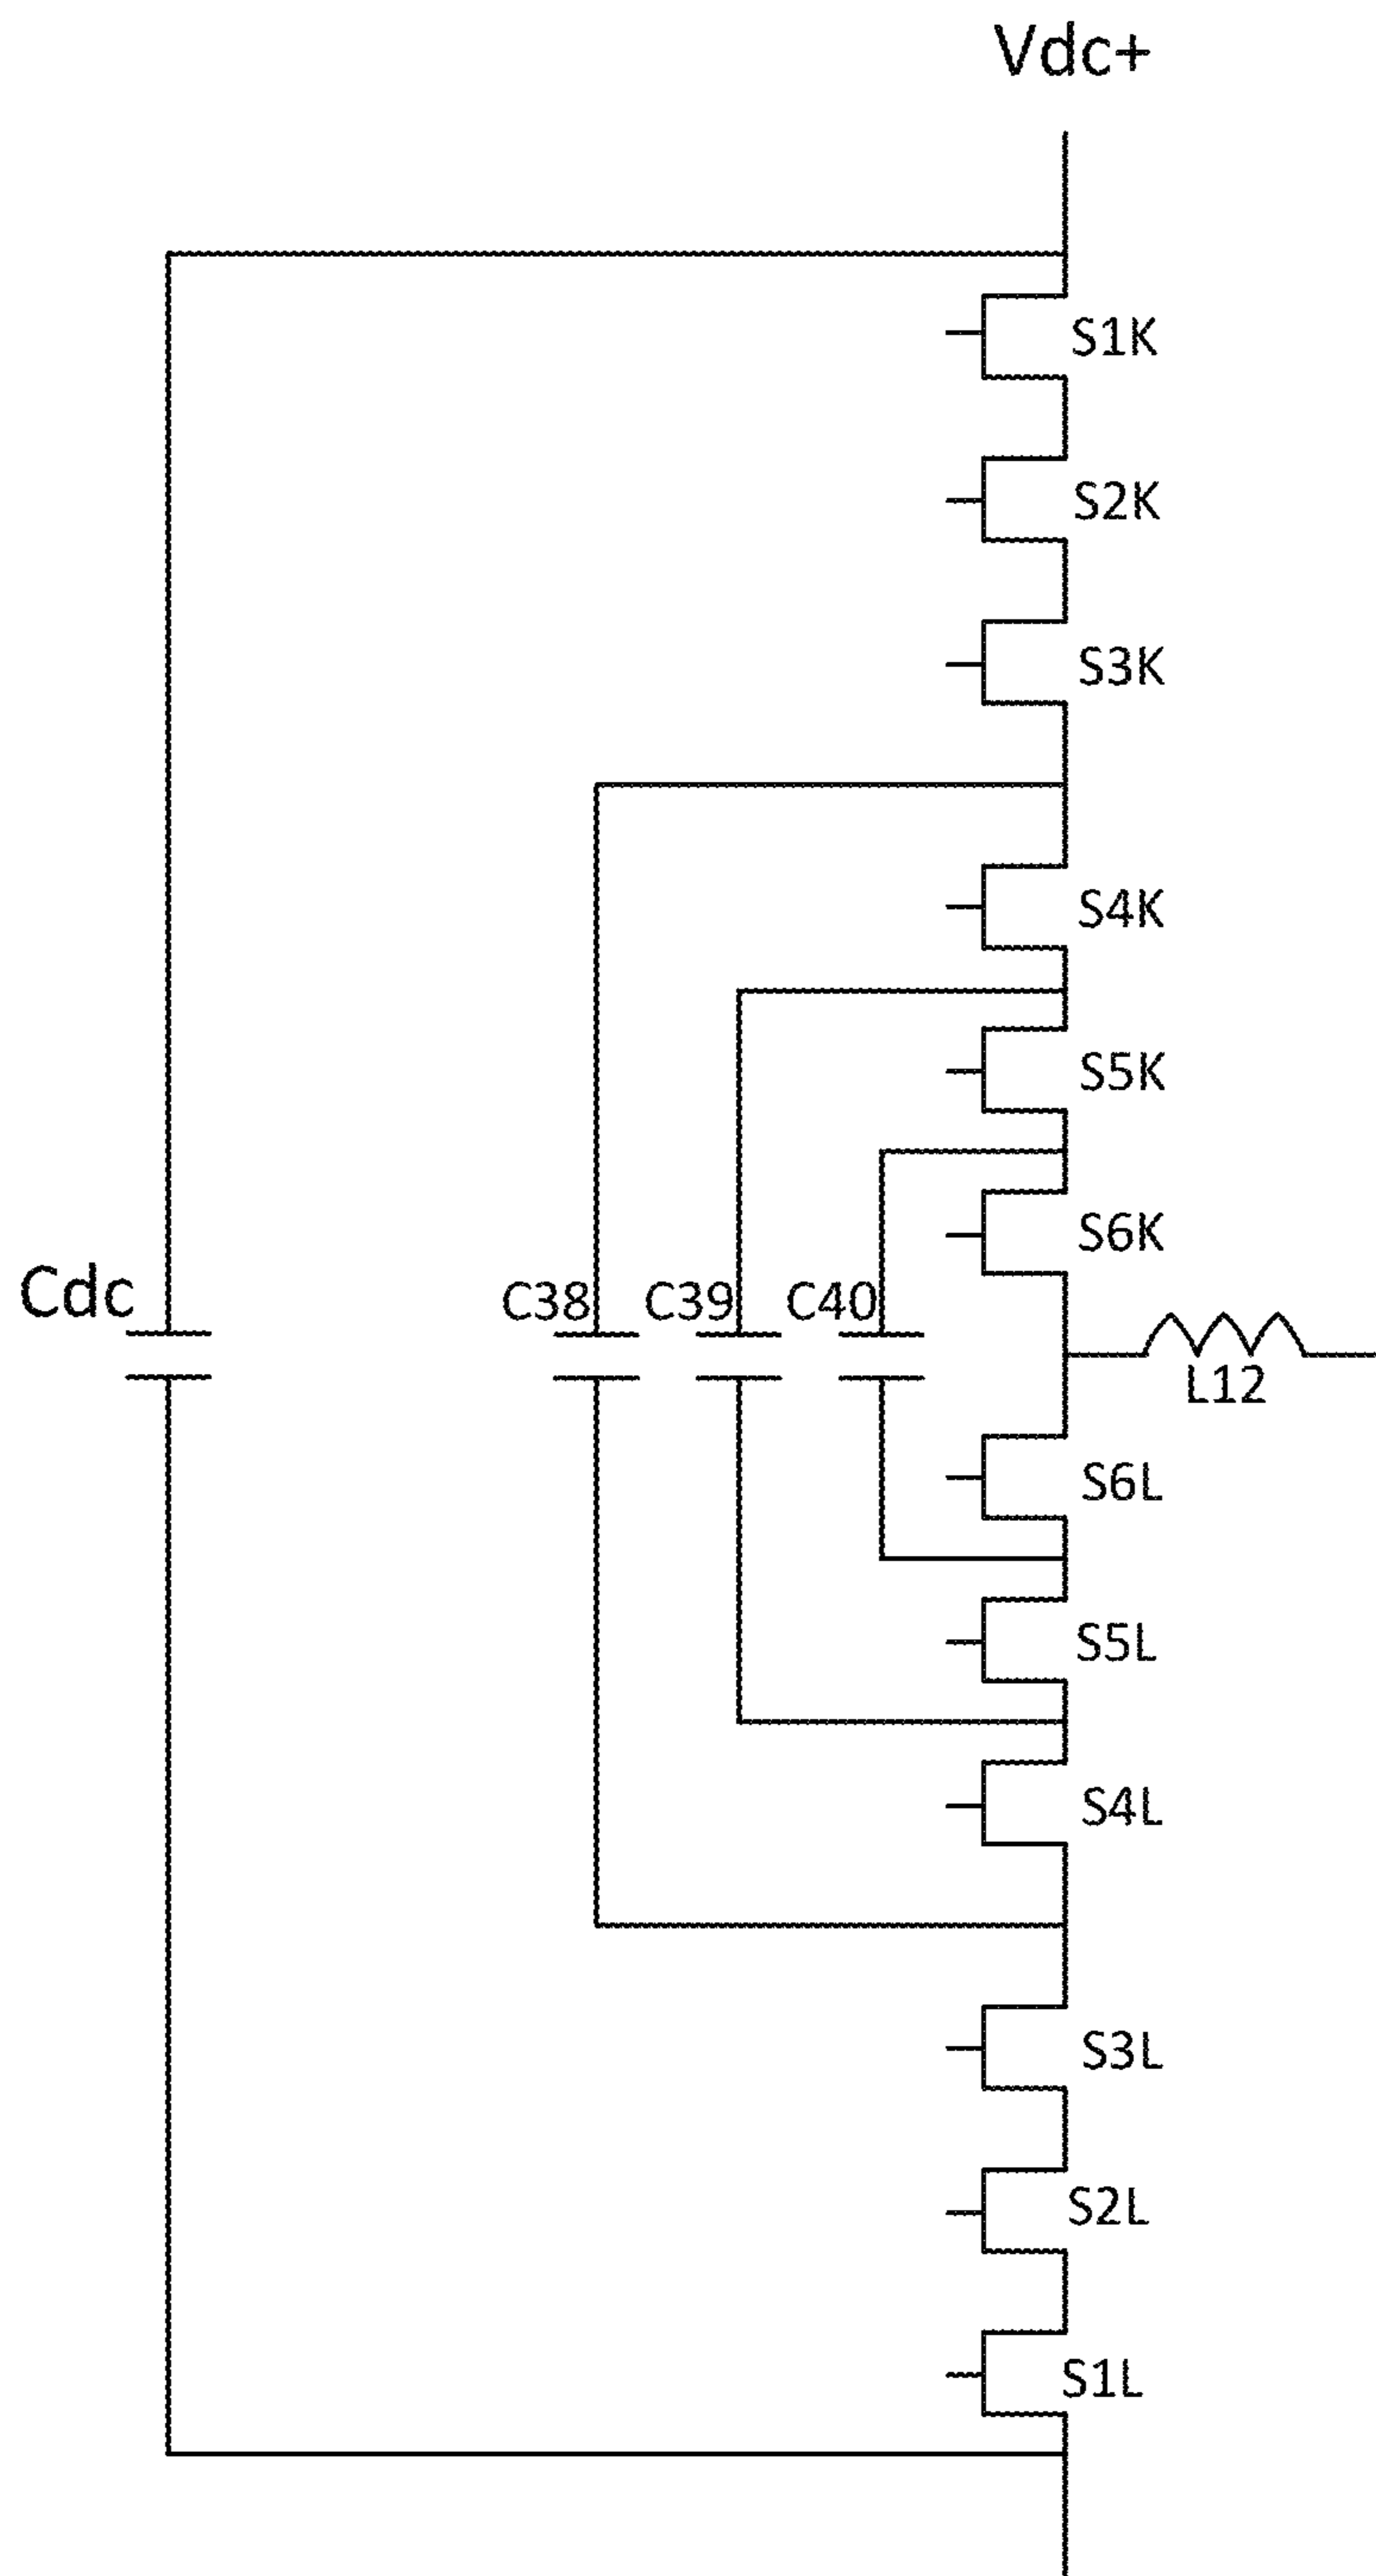 Vdc+
S1K
S2K
S3K
S4K
S5K
S6K
Cdc
C38
C39
C40
L12
S6L
S5L
S4L
S3L
S2L
S1L